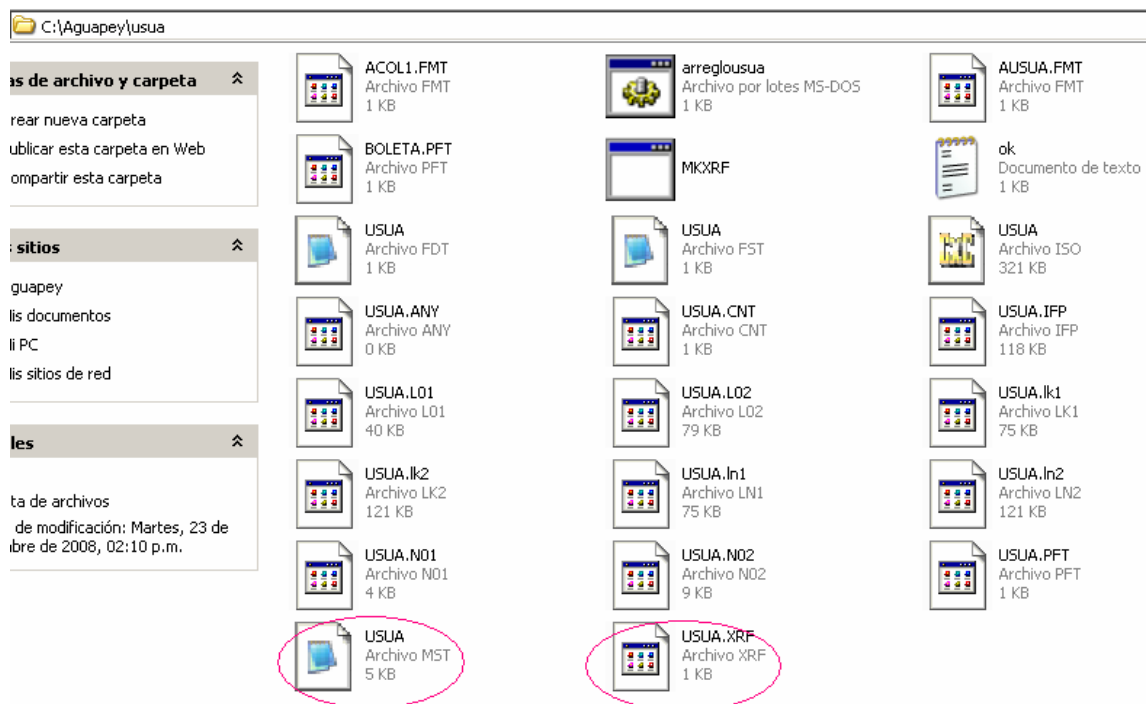 C:\Aguapey\usua
as de archivo y carpeta
rear nueva carpeta
ublicar esta carpeta en Web
ompartir esta carpeta
s sitios
guapey
lis documentos
li PC
lis sitios de red
les
ta de archivos
de modificación: Martes, 23 de
bre de 2008, 02:10 p.m.
ACOL1.FMT
Archivo FMT
1 KB
arreglousua
Archivo por lotes MS-DOS
1 KB
AUSUA.FMT
Archivo FMT
1 KB
BOLETA.PFT
Archivo PFT
1 KB
MKXRF
ok
Documento de texto
1 KB
USUA
Archivo FDT
1 KB
USUA
Archivo FST
1 KB
USUA
Archivo ISO
321 KB
USUA.ANY
Archivo ANY
0 KB
USUA.CNT
Archivo CNT
1 KB
USUA.IFP
Archivo IFP
118 KB
USUA.L01
Archivo L01
40 KB
USUA.L02
Archivo L02
79 KB
USUA.lk1
Archivo LK1
75 KB
USUA.lk2
Archivo LK2
121 KB
USUA.ln1
Archivo LN1
75 KB
USUA.ln2
Archivo LN2
121 KB
USUA.N01
Archivo N01
4 KB
USUA.N02
Archivo N02
9 KB
USUA.PFT
Archivo PFT
1 KB
USUA
Archivo MST
5 KB
USUA.XRF
Archivo XRF
1 KB